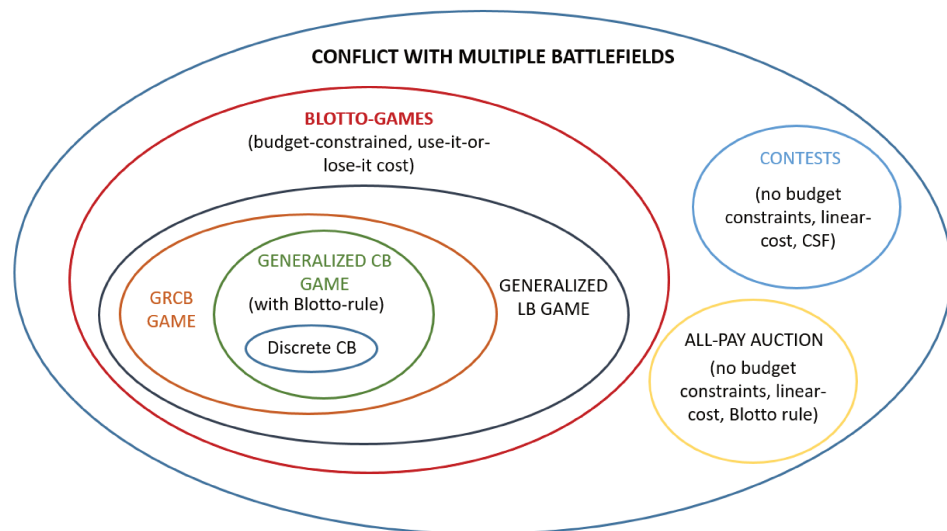 CONFLICT WITH MULTIPLE BATTLEFIELDS
BLOTTO-GAMES
(budget-constrained, use-it-or-
lose-it cost)
CONTESTS
(no budget
constraints, linear-
cost, CSF)
GENERALIZED CB
GAME
(with Blotto-rule)
GRCB
GAME
GENERALIZED
LB GAME
Discrete CB
ALL-PAY AUCTION
(no budget
constraints, linear-
cost, Blotto rule)